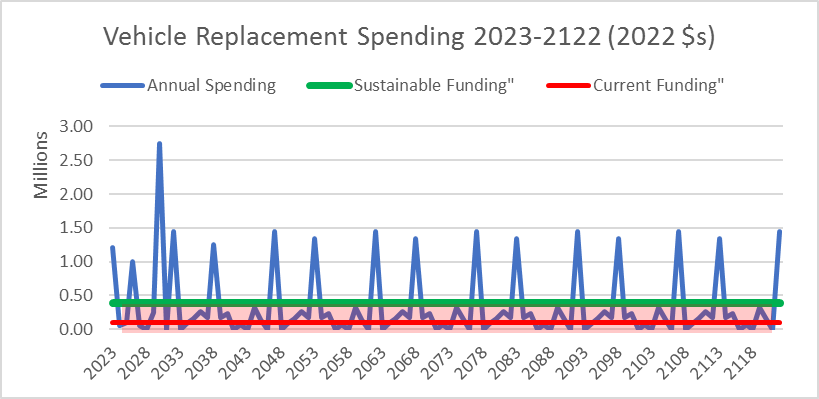 Vehicle Replacement Spending 2023-2122 (2022 $s)
Annual Spending Sustainable Funding" Current Funding"
Millions
3.00
2.50
2.00
1.50
1.00
0.50
0.00
2023 2028 2033 2038 2043 2048 2053 2058 2063 2068 2073 2078 2083 2088 2093 2098 2103 2108 2113 2118